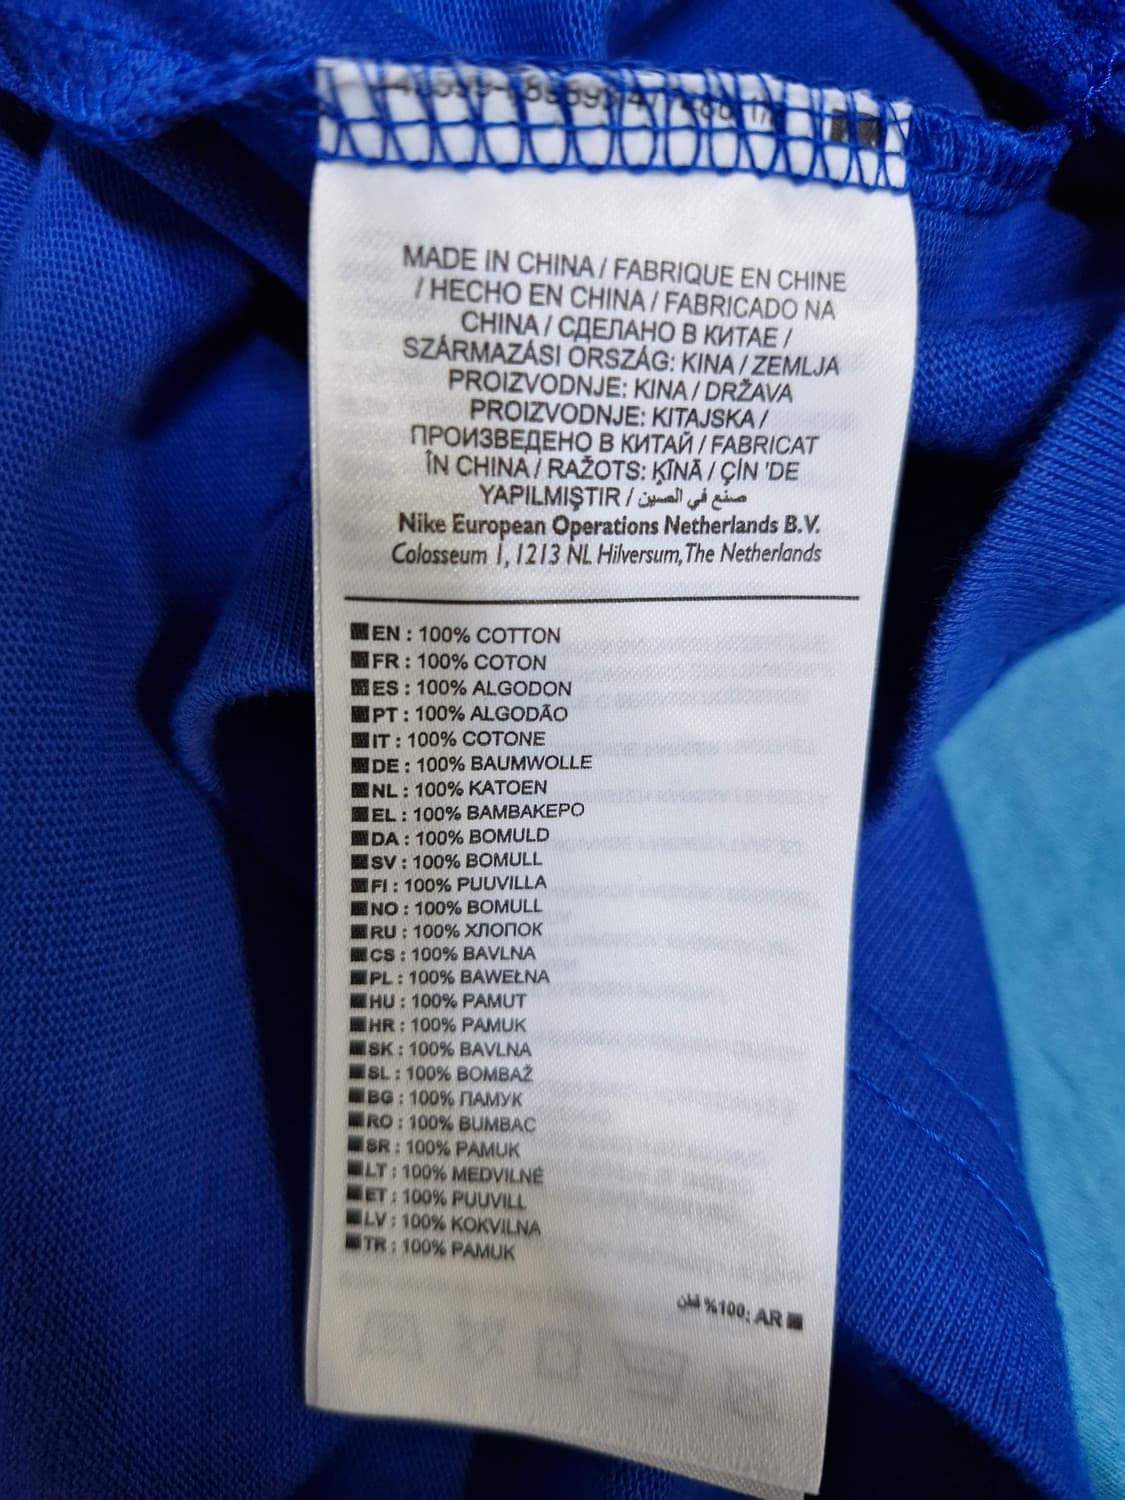 MADE IN CHINA / FABRIQUE EN CHINE
/ HECHO EN CHINA / FABRICADO NA
CHINA / СДЕЛАНО В КИТАЕ /
SZÁRMAZÁSI ORSZÁG: KINA / ZEMLJA
PROIZVODNJE: KINA / DRŽAVA
PROIZVODNJE: KITAJSKA /
ПРОИЗВЕДЕНО В КИТАЙ / FABRICAT
ÎN CHINA / RAŽOTS: ĶĪNĀ / ÇİN 'DE
YAPILMIŞTIR / صنع في الصين
Nike European Operations Netherlands B.V.
Colosseum 1, 1213 NL Hilversum, The Netherlands
EN : 100% COTTON
FR : 100% COTON
ES : 100% ALGODON
PT : 100% ALGODÃO
IT : 100% COTONE
DE : 100% BAUMWOLLE
NL : 100% KATOEN
EL : 100% ΒΑΜΒΑΚΕΡΟ
DA : 100% BOMULD
SV : 100% BOMULL
FI : 100% PUUVILLA
NO : 100% BOMULL
RU : 100% ХЛОПОК
CS : 100% BAVLNA
PL : 100% BAWEŁNA
HU : 100% PAMUT
HR : 100% PAMUK
SK : 100% BAVLNA
SL : 100% BOMBAŽ
BG : 100% ПАМУК
RO : 100% BUMBAC
SR : 100% PAMUK
LT : 100% MEDVILNĖ
ET : 100% PUUVILL
LV : 100% KOKVILNA
TR : 100% PAMUK
AR :100% قطن